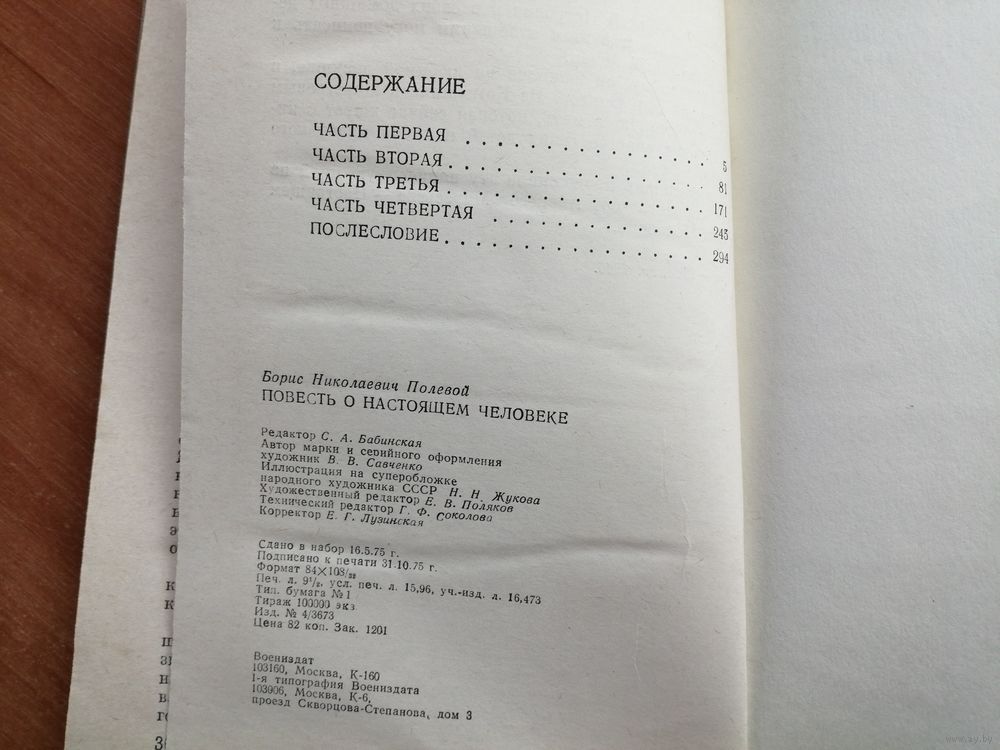 СОДЕРЖАНИЕ
ЧАСТЬ ПЕРВАЯ . . . . . . . . . . . . . . . . 5
ЧАСТЬ ВТОРАЯ . . . . . . . . . . . . . . . . 81
ЧАСТЬ ТРЕТЬЯ . . . . . . . . . . . . . . . . 171
ЧАСТЬ ЧЕТВЕРТАЯ . . . . . . . . . . . . . . 245
ПОСЛЕСЛОВИЕ . . . . . . . . . . . . . . . . 294
Борис Николаевич Полевой
ПОВЕСТЬ О НАСТОЯЩЕМ ЧЕЛОВЕКЕ
Редактор С. А. Бабинская
Автор марки и серийного оформления
художник В. В. Савченко
Иллюстрация на суперобложке
народного художника СССР Н. Н. Жукова
Художественный редактор Е. В. Поляков
Технический редактор Г. Ф. Соколова
Корректор Е. Г. Лузинская
Сдано в набор 16.5.75 г.
Подписано к печати 31.10.75 г.
Формат 84×108/32
Печ. л. 9½, усл. печ. л. 15,96, уч.-изд. л. 16,473
Тип. бумага № 1
Тираж 100000 экз.
Изд. № 4/3673
Цена 82 коп. Зак. 1201
Воениздат
103160, Москва, К-160
1-я типография Воениздата
103006, Москва, К-6,
проезд Скворцова-Степанова, дом 3
www.ay.by